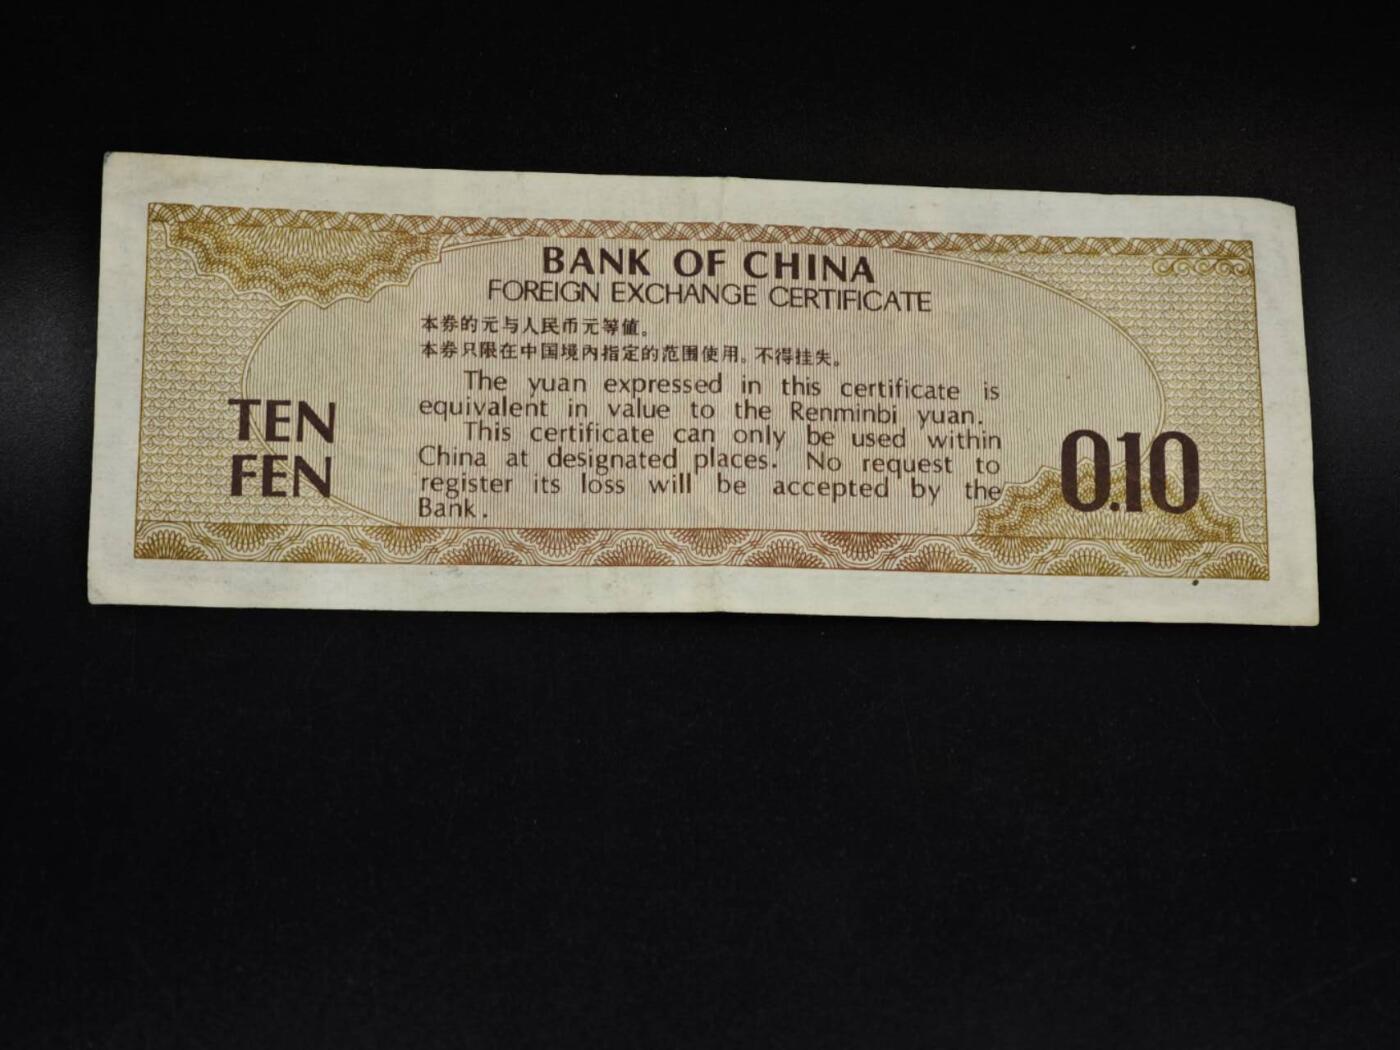 BANK OF CHINA
FOREIGN EXCHANGE CERTIFICATE
本券的元与人民币元等值。
本券只限在中国境内指定的范围使用。不得挂失。
The yuan expressed in this certificate is
equivalent in value to the Renminbi yuan.
This certificate can only be used within
China at designated places. No request to
register its loss will be accepted by the
Bank.
TEN
FEN
0.10